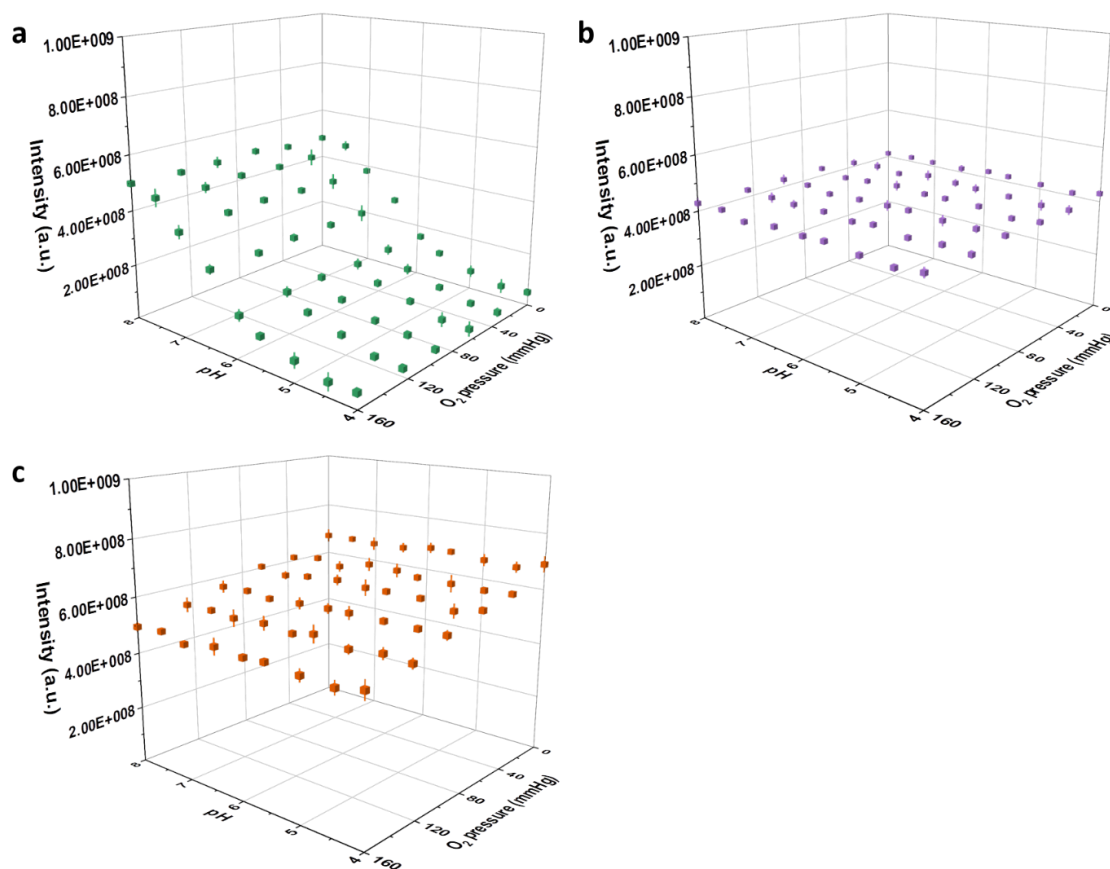 a
1.00E+009
8.00E+008
6.00E+008
4.00E+008
2.00E+008
Intensity (a.u.)
8
7
6
5
4
pH
0
40
80
120
160
O₂ pressure (mmHg)
b
1.00E+009
8.00E+008
6.00E+008
4.00E+008
2.00E+008
Intensity (a.u.)
8
7
6
5
4
pH
0
40
80
120
160
O₂ pressure (mmHg)
c
1.00E+009
8.00E+008
6.00E+008
4.00E+008
2.00E+008
Intensity (a.u.)
8
7
6
5
4
pH
0
40
80
120
160
O₂ pressure (mmHg)